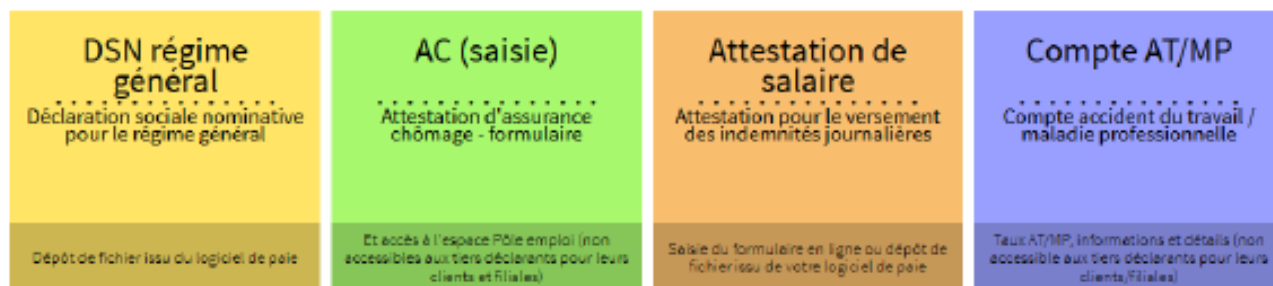 DSN régime
général
Déclaration sociale nominative
pour le régime général
Dépôt de fichier issu du logiciel de paie
AC (saisie)
Attestation d'assurance
chômage - formulaire
Et accès à l'espace Pôle emploi (non
accessibles aux tiers déclarants pour leurs
clients et filiales)
Attestation de
salaire
Attestation pour le versement
des indemnités journalières
Saisie du formulaire en ligne ou dépôt de
fichier issu de votre logiciel de paie
Compte AT/MP
Compte accident du travail /
maladie professionnelle
Taux AT/MP, informations et détails (non
accessible aux tiers déclarants pour leurs
clients/filiales)